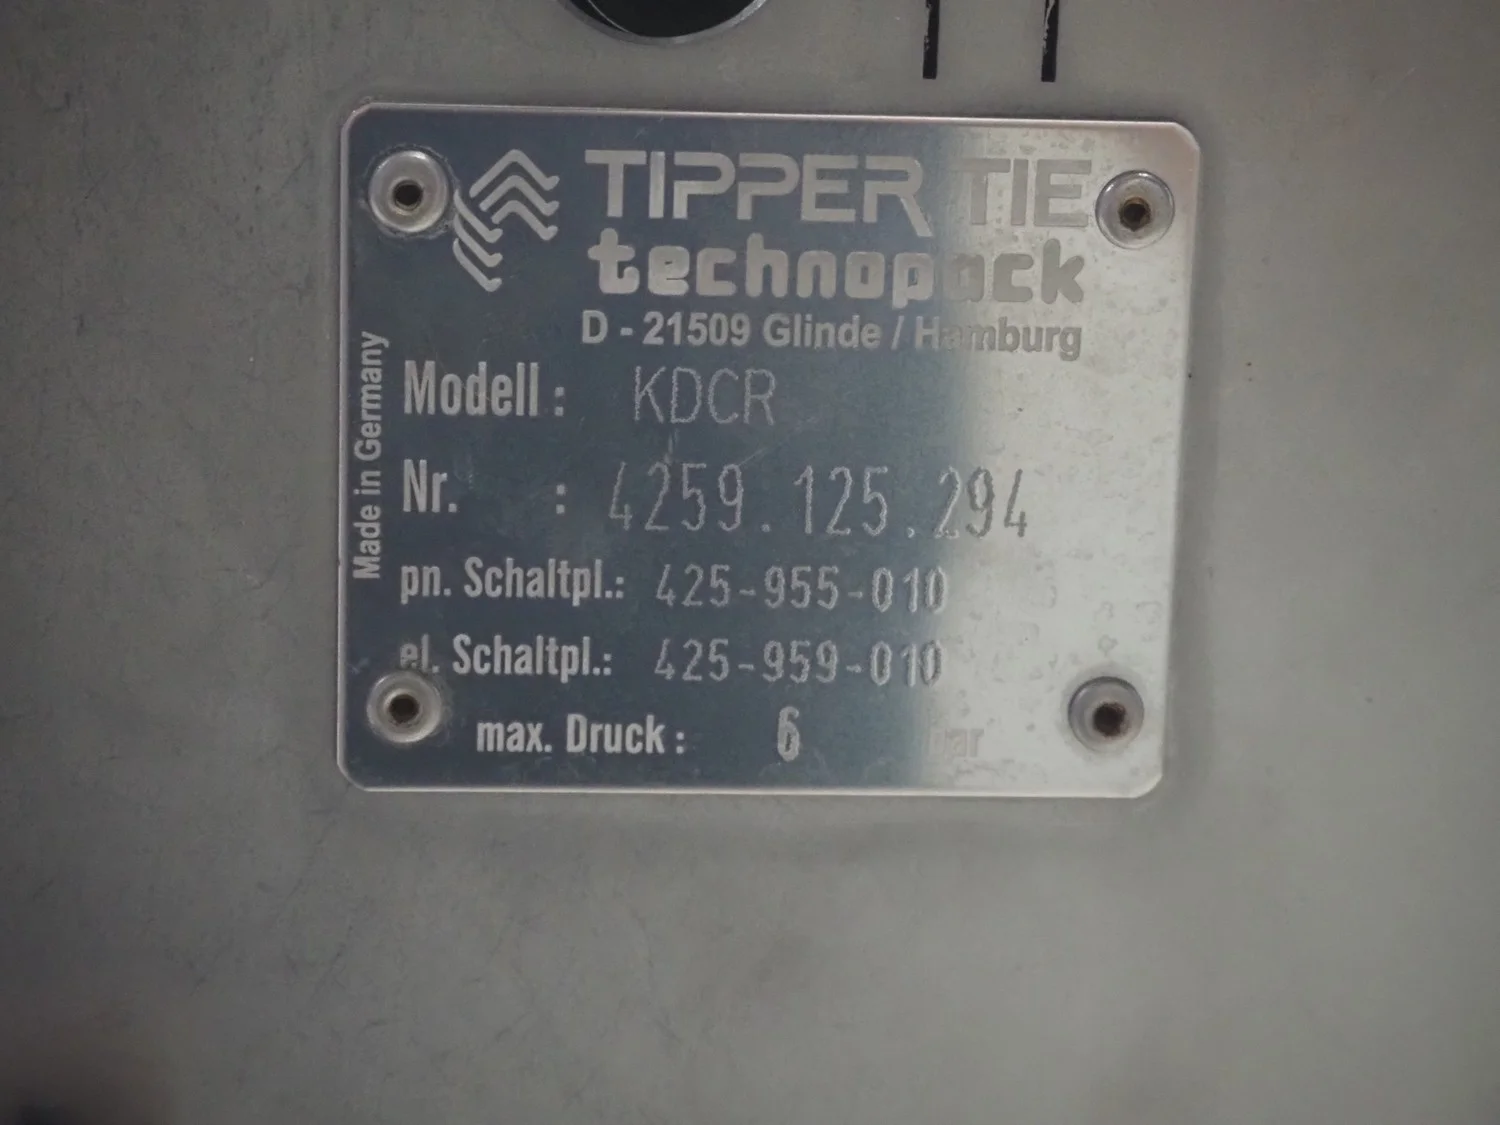 TIPPER TIE
technopack
D - 21509 Glinde / Hamburg
Made in Germany
Modell : KDCR
Nr. : 4259.125.294
pn. Schaltpl.: 425-955-010
el. Schaltpl.: 425-959-010
max. Druck : 6 bar